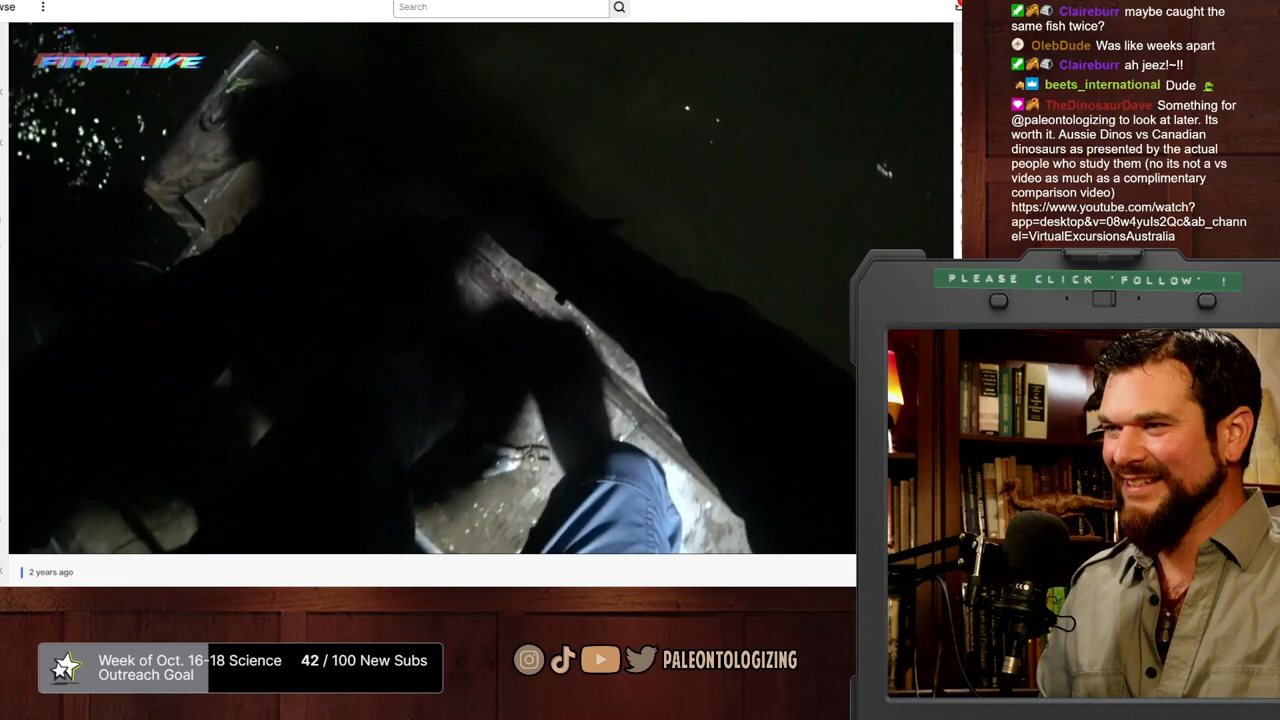 wse
Search
Claireburr maybe caught the
same fish twice?
OlebDude Was like weeks apart
Claireburr ah jeez!~!!
beets_international Dude
TheDinosaurDave Something for
@paleontologizing to look at later. Its
worth it. Aussie Dinos vs Canadian
dinosaurs as presented by the actual
people who study them (no its not a vs
video as much as a complimentary
comparison video)
https://www.youtube.com/watch?
app=desktop&v=08w4yuIs2Qc&ab_chann
el=VirtualExcursionsAustralia
PLEASE CLICK "FOLLOW" !
2 years ago
Week of Oct. 16-18 Science
Outreach Goal
42 / 100 New Subs
PALEONTOLOGIZING